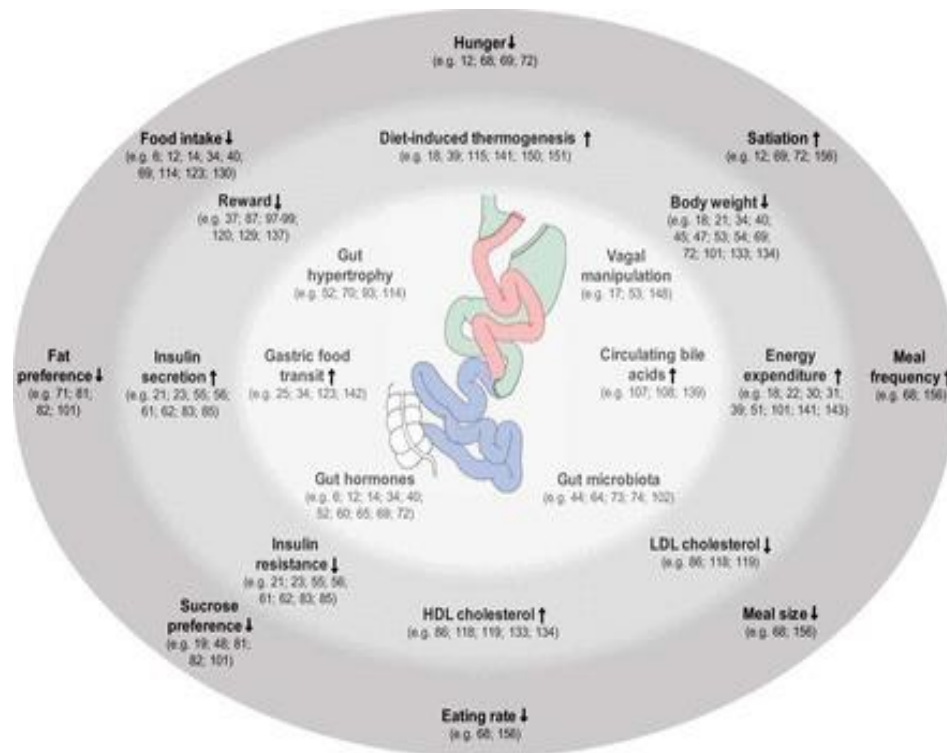 Hunger↓
(e.g. 12; 68; 69; 72)
Food intake ↓
(e.g. 6; 12; 14; 34; 40;
69; 114; 123; 130)
Diet-induced thermogenesis ↑
(e.g. 18; 39; 115; 141; 150; 151)
Satiation ↑
(e.g. 12; 69; 72; 156)
Reward↓
(e.g. 37; 87; 97-99;
120; 129; 137)
Body weight ↓
(e.g. 18; 21; 34; 40;
45; 47; 53; 54; 69;
72; 101; 133; 134)
Gut
hypertrophy
(e.g. 52; 70; 93; 114)
Vagal
manipulation
(e.g. 17; 53; 148)
Fat
preference↓
(e.g. 71; 81;
82; 101)
Insulin
secretion ↑
(e.g. 21; 23; 55; 56;
61; 62; 83; 85)
Gastric food
transit ↑
(e.g. 25; 34; 123; 142)
Circulating bile
acids ↑
(e.g. 107; 108; 139)
Energy
expenditure ↑
(e.g. 18; 22; 30; 31;
39; 51; 101; 141; 143)
Meal
frequency ↑
(e.g. 68; 156)
Gut hormones
(e.g. 6; 12; 14; 34; 40;
52; 60; 65; 69; 72)
Gut microbiota
(e.g. 44; 64; 73; 74; 102)
Insulin
resistance↓
(e.g. 21; 23; 55; 56;
61; 62; 83; 85)
LDL cholesterol ↓
(e.g. 86; 118; 119)
Sucrose
preference↓
(e.g. 19; 48; 81;
82; 101)
HDL cholesterol ↑
(e.g. 86; 118; 119; 133; 134)
Meal size ↓
(e.g. 68; 156)
Eating rate ↓
(e.g. 68; 156)